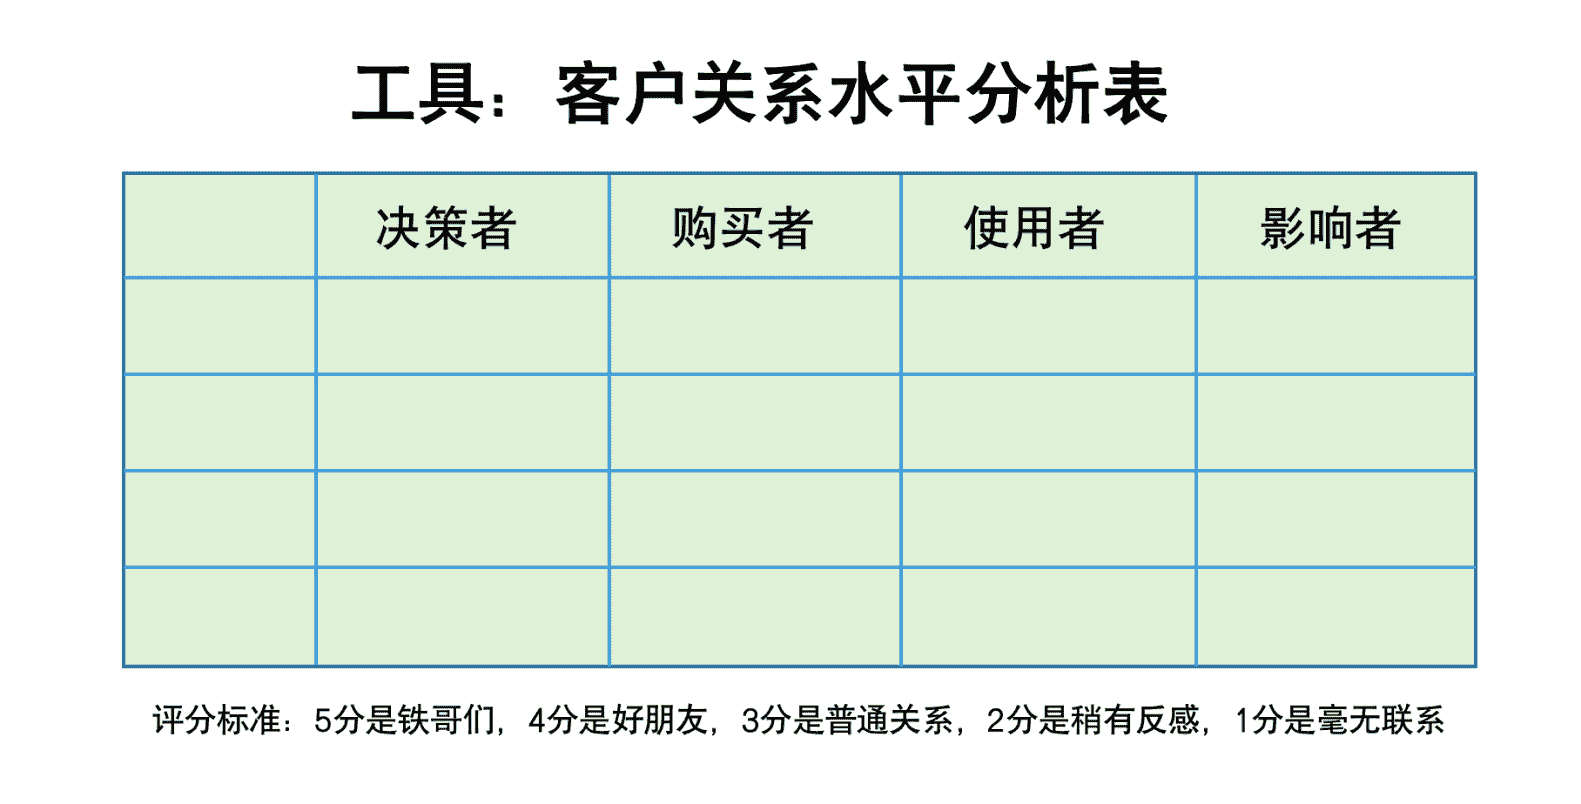 工具：客户关系水平分析表
决策者 购买者 使用者 影响者
评分标准：5分是铁哥们，4分是好朋友，3分是普通关系，2分是稍有反感，1分是毫无联系